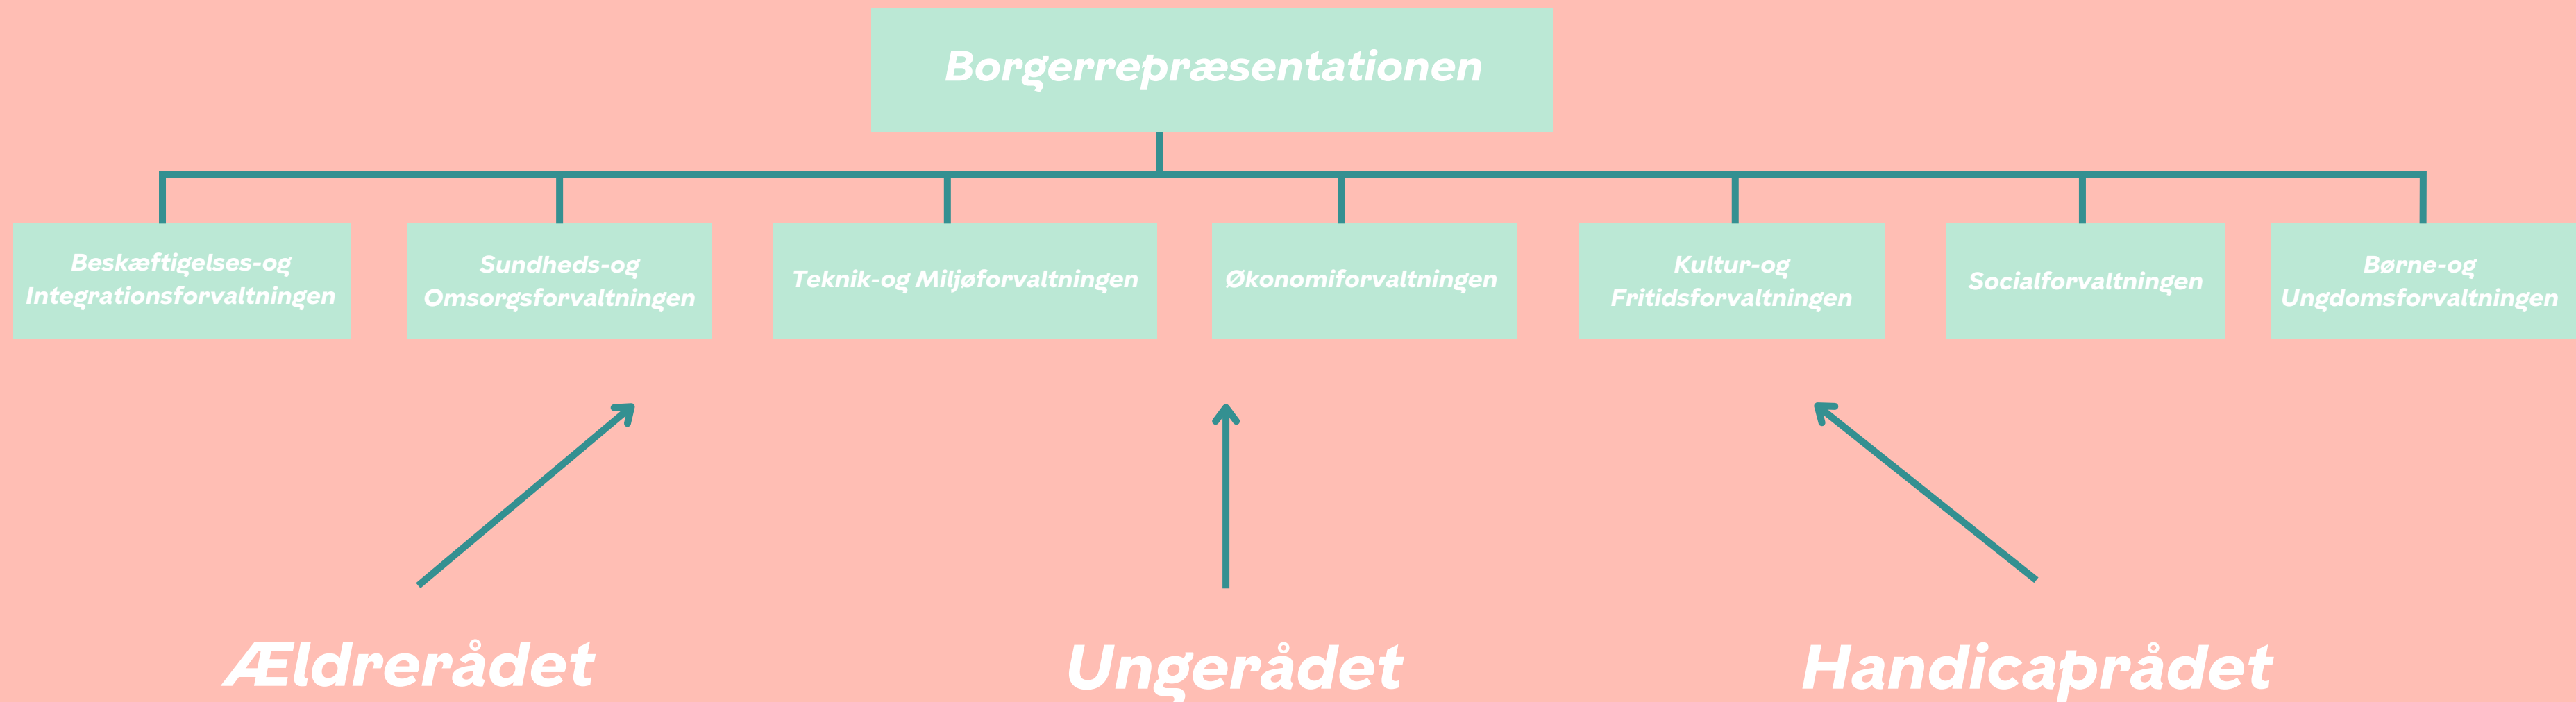 Borgerrepræsentationen
Beskæftigelses-og
Integrationsforvaltningen
Sundheds-og
Omsorgsforvaltningen
Teknik-og Miljøforvaltningen
Økonomiforvaltningen
Kultur-og
Fritidsforvaltningen
Socialforvaltningen
Børne-og
Ungdomsforvaltningen
Ældrerådet
Ungerådet
Handicaprådet